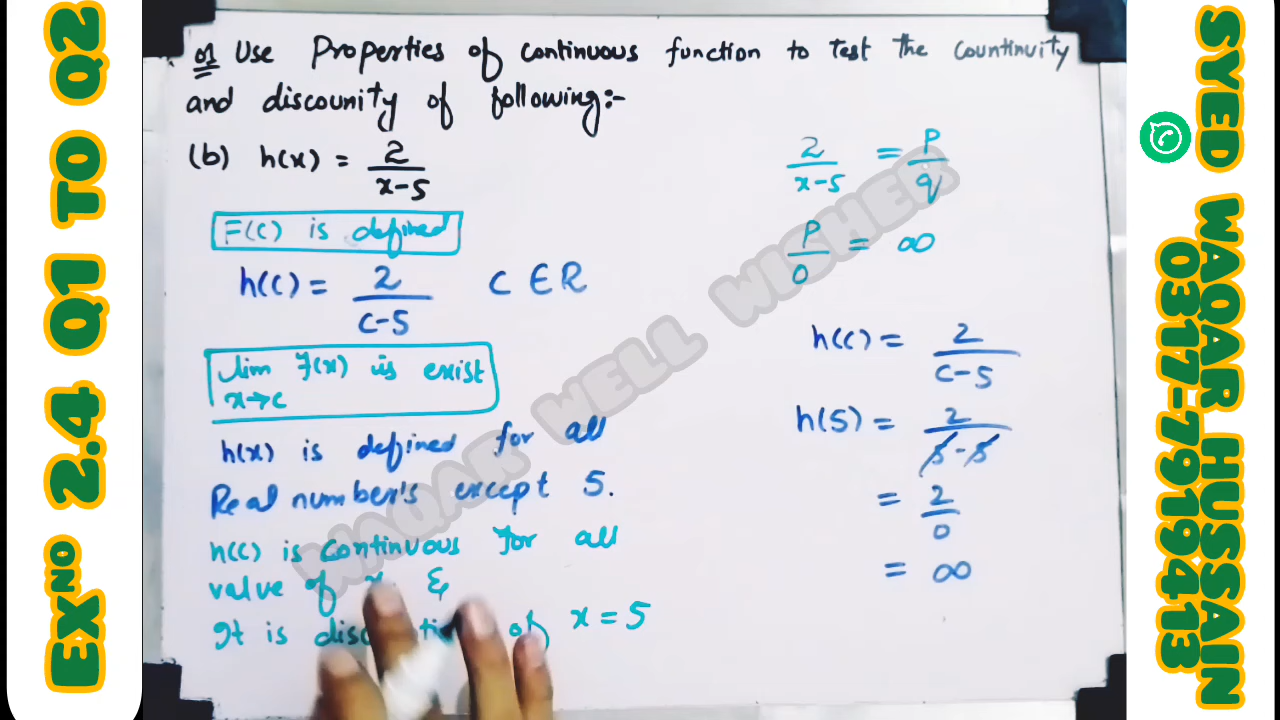 EX^NO 2.4 Q1 TO Q2
Q1 Use Properties of continuous function to test the countinuity
and discounity of following:-
(b) h(x) = 2/(x-5)
F(c) is defined
h(c) = 2/(c-5) C ∈ R
lim f(x) is exist
x→c
h(x) is defined for all
Real number's except 5.
h(c) is continuous for all
value of x &
It is of x = 5
2/(x-5) = P/q
P/0 = ∞
h(c) = 2/(c-5)
h(5) = 2/(5-5)
= 2/0
= ∞
WAQAR WELL WISHER
SYED WAQAR HUSSAIN
0317-7919413